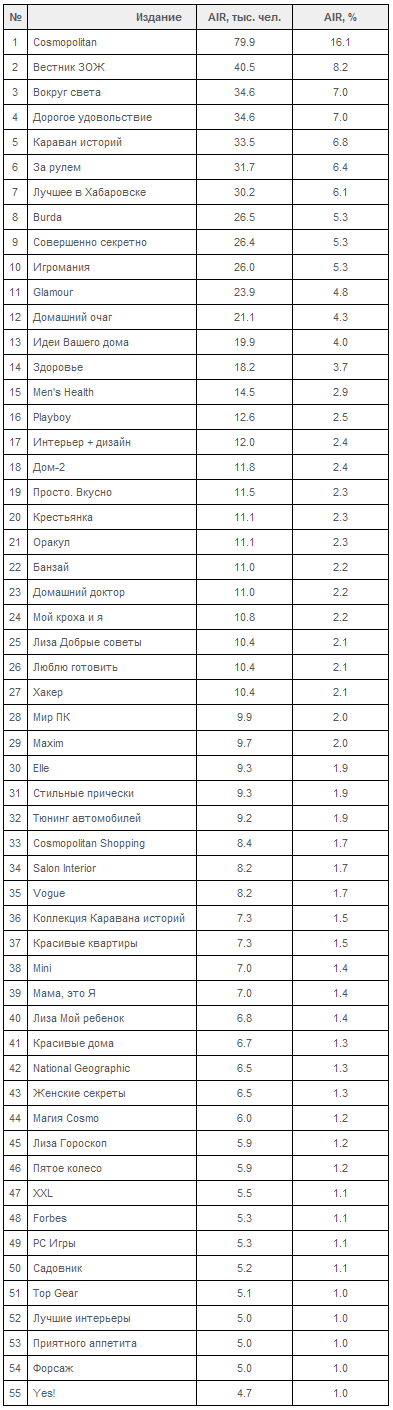 № Издание AIR, тыс. чел. AIR, %
1 Cosmopolitan 79.9 16.1
2 Вестник ЗОЖ 40.5 8.2
3 Вокруг света 34.6 7.0
4 Дорогое удовольствие 34.6 7.0
5 Караван историй 33.5 6.8
6 За рулем 31.7 6.4
7 Лучшее в Хабаровске 30.2 6.1
8 Burda 26.5 5.3
9 Совершенно секретно 26.4 5.3
10 Игромания 26.0 5.3
11 Glamour 23.9 4.8
12 Домашний очаг 21.1 4.3
13 Идеи Вашего дома 19.9 4.0
14 Здоровье 18.2 3.7
15 Men's Health 14.5 2.9
16 Playboy 12.6 2.5
17 Интерьер + дизайн 12.0 2.4
18 Дом-2 11.8 2.4
19 Просто. Вкусно 11.5 2.3
20 Крестьянка 11.1 2.3
21 Оракул 11.1 2.3
22 Банзай 11.0 2.2
23 Домашний доктор 11.0 2.2
24 Мой кроха и я 10.8 2.2
25 Лиза Добрые советы 10.4 2.1
26 Люблю готовить 10.4 2.1
27 Хакер 10.4 2.1
28 Мир ПК 9.9 2.0
29 Maxim 9.7 2.0
30 Elle 9.3 1.9
31 Стильные прически 9.3 1.9
32 Тюнинг автомобилей 9.2 1.9
33 Cosmopolitan Shopping 8.4 1.7
34 Salon Interior 8.2 1.7
35 Vogue 8.2 1.7
36 Коллекция Каравана историй 7.3 1.5
37 Красивые квартиры 7.3 1.5
38 Mini 7.0 1.4
39 Мама, это Я 7.0 1.4
40 Лиза Мой ребенок 6.8 1.4
41 Красивые дома 6.7 1.3
42 National Geographic 6.5 1.3
43 Женские секреты 6.5 1.3
44 Магия Cosmo 6.0 1.2
45 Лиза Гороскоп 5.9 1.2
46 Пятое колесо 5.9 1.2
47 XXL 5.5 1.1
48 Forbes 5.3 1.1
49 PC Игры 5.3 1.1
50 Садовник 5.2 1.1
51 Top Gear 5.1 1.0
52 Лучшие интерьеры 5.0 1.0
53 Приятного аппетита 5.0 1.0
54 Форсаж 5.0 1.0
55 Yes! 4.7 1.0